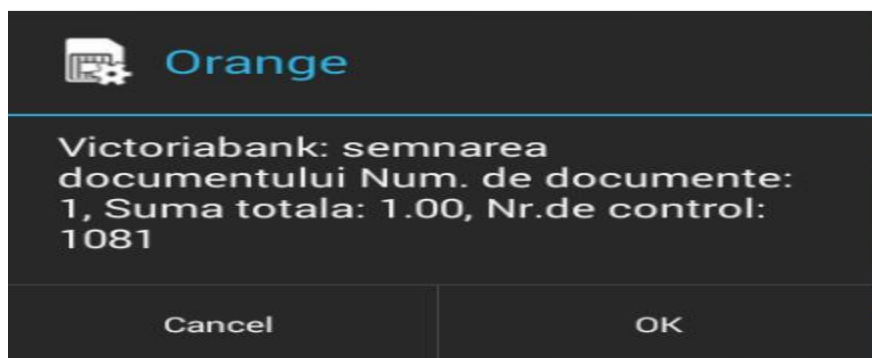 Orange
Victoriabank: semnarea
documentului Num. de documente:
1, Suma totala: 1.00, Nr.de control:
1081
Cancel
OK